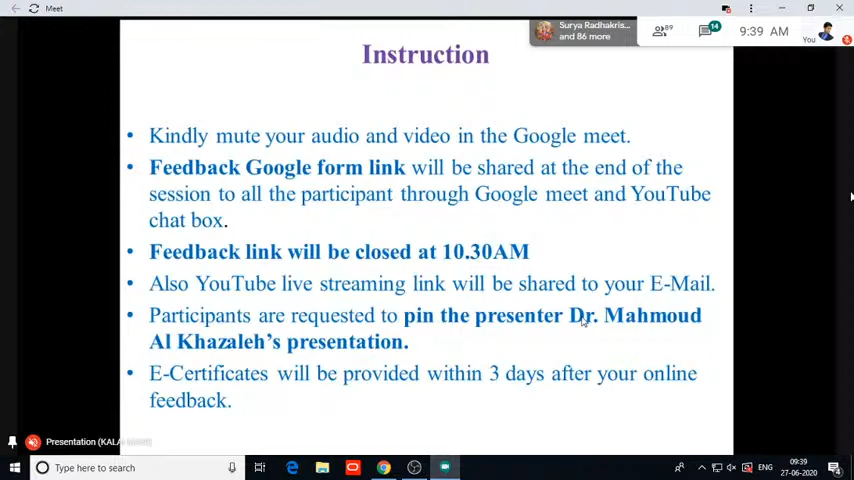 Meet
Surya Radhakris...
and 86 more
89
14
9:39 AM
You
Instruction
• Kindly mute your audio and video in the Google meet.
• Feedback Google form link will be shared at the end of the
session to all the participant through Google meet and YouTube
chat box.
• Feedback link will be closed at 10.30AM
• Also YouTube live streaming link will be shared to your E-Mail.
• Participants are requested to pin the presenter Dr. Mahmoud
Al Khazaleh's presentation.
• E-Certificates will be provided within 3 days after your online
feedback.
Presentation
Type here to search
ENG
09:39
27-06-2020
4